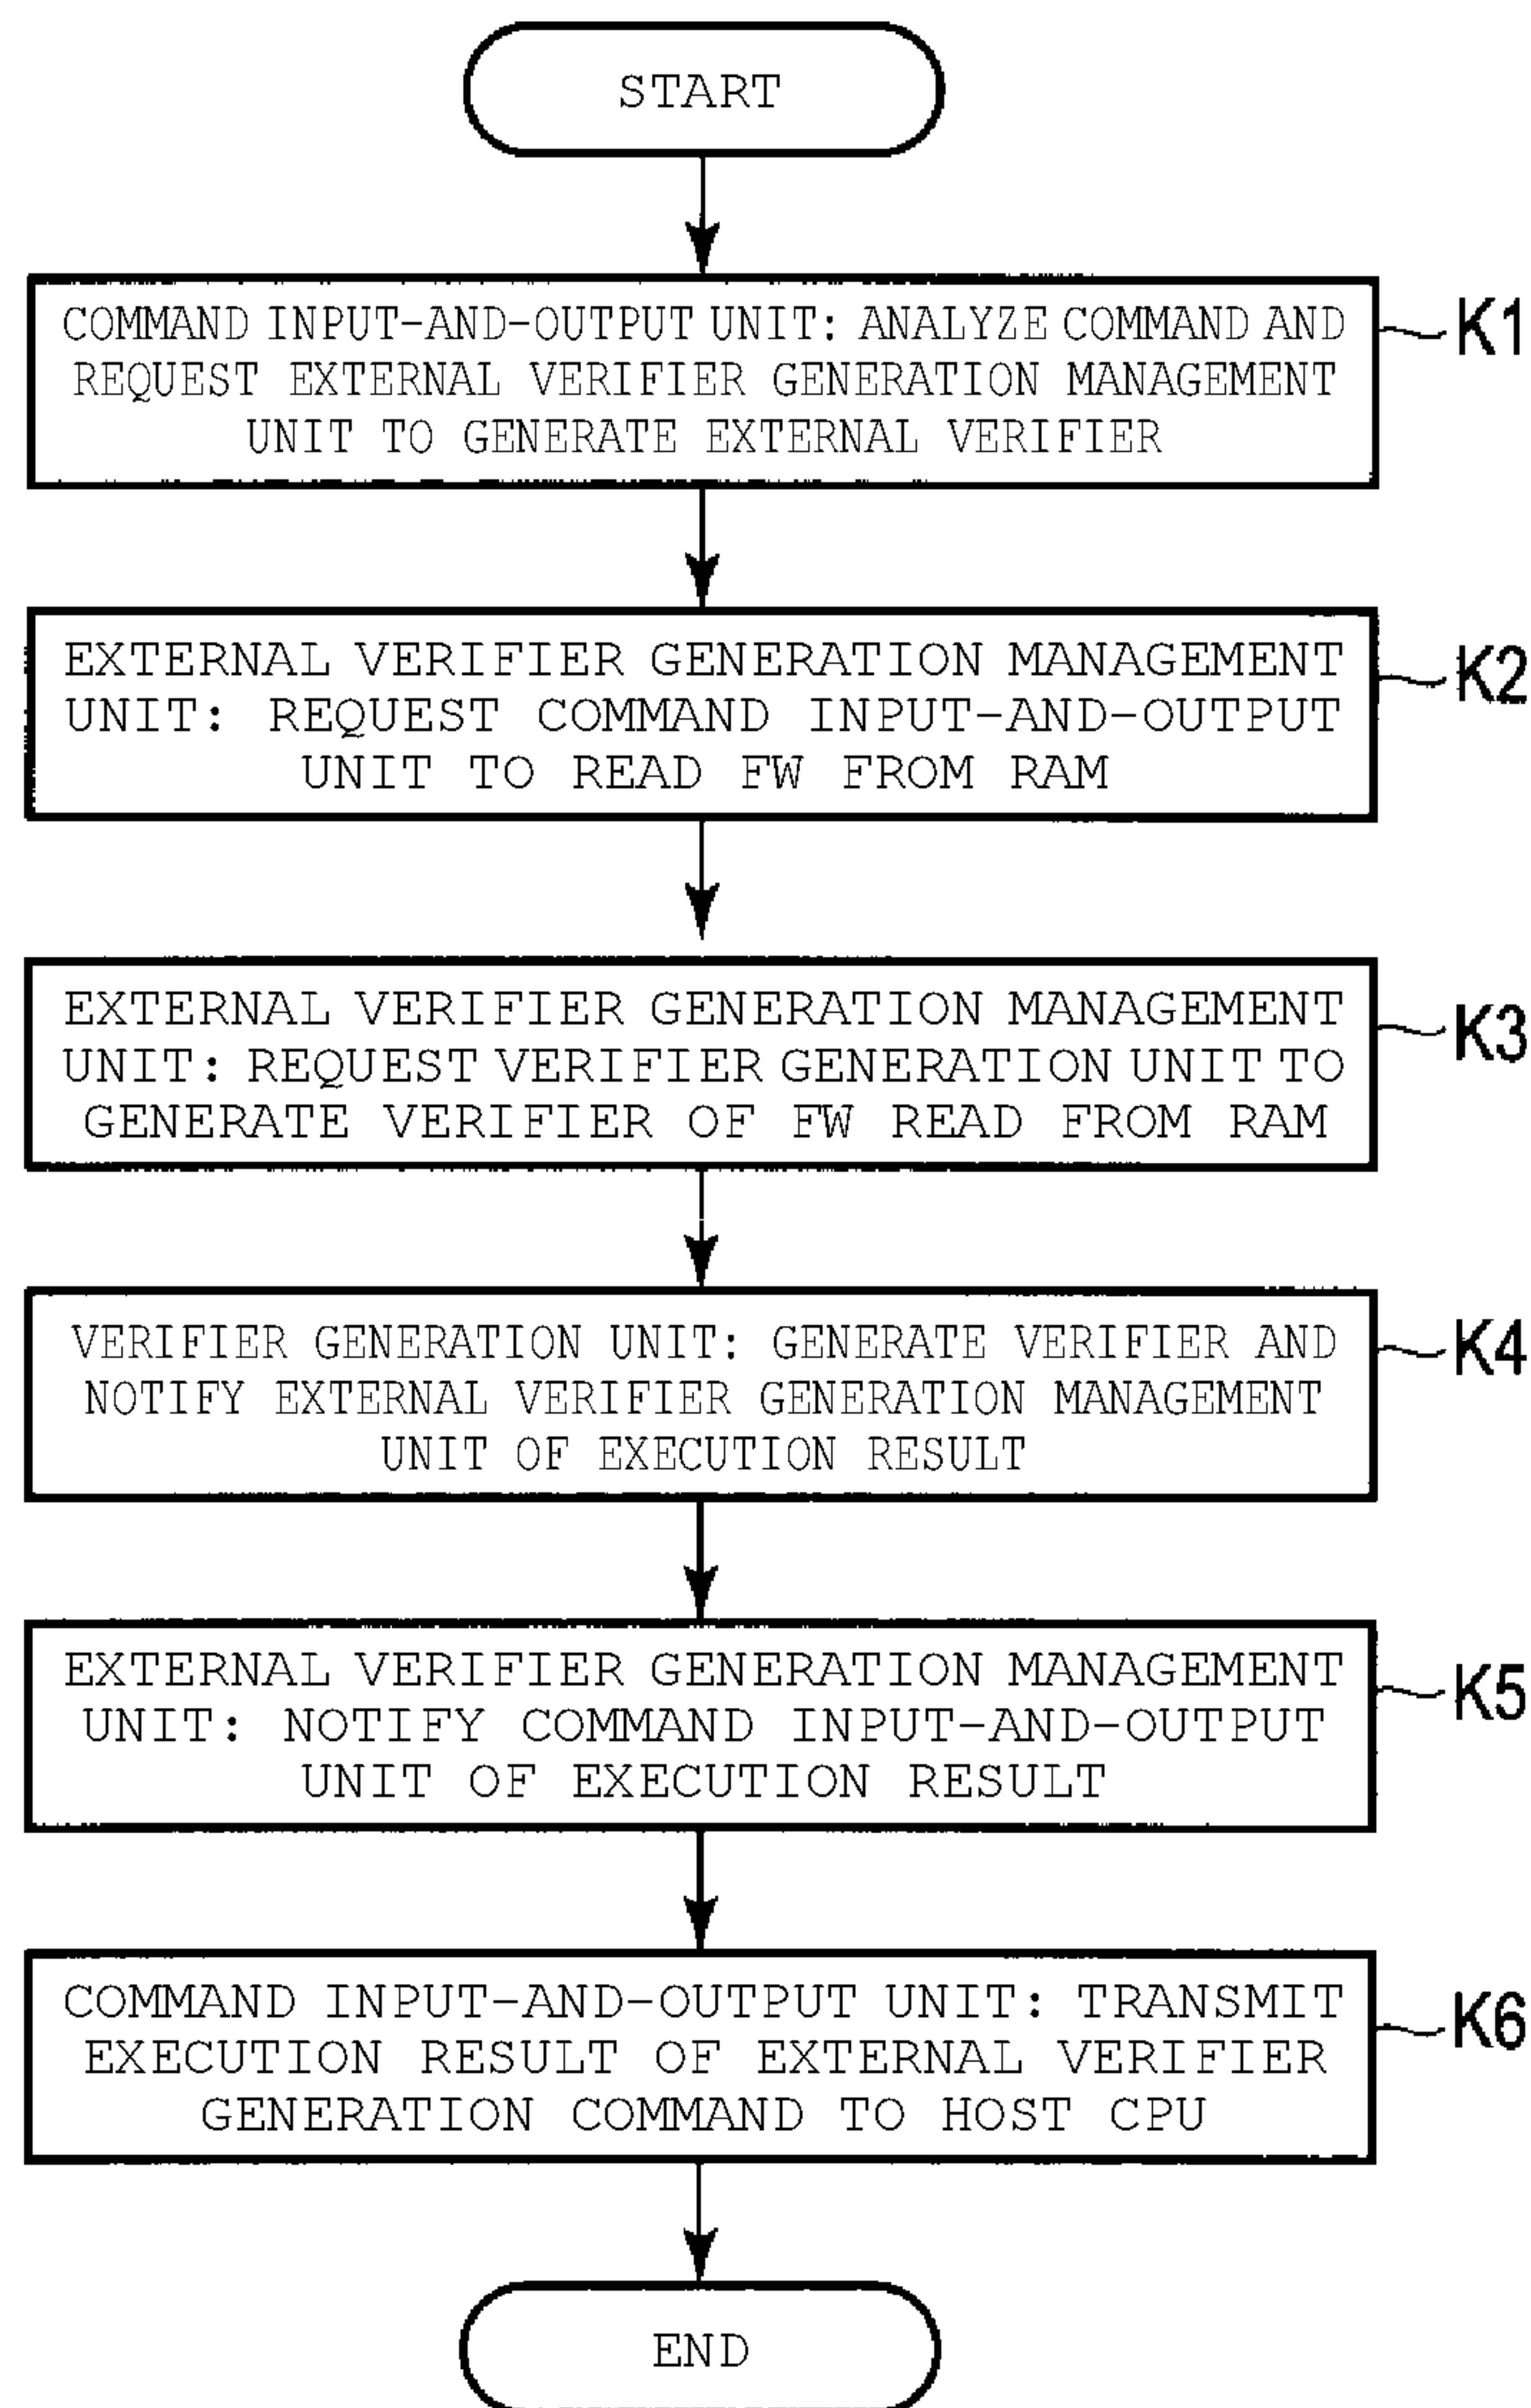 START
COMMAND INPUT-AND-OUTPUT UNIT: ANALYZE COMMAND AND
REQUEST EXTERNAL VERIFIER GENERATION MANAGEMENT
UNIT TO GENERATE EXTERNAL VERIFIER
K1
EXTERNAL VERIFIER GENERATION MANAGEMENT
UNIT: REQUEST COMMAND INPUT-AND-OUTPUT
UNIT TO READ FW FROM RAM
K2
EXTERNAL VERIFIER GENERATION MANAGEMENT
UNIT: REQUEST VERIFIER GENERATION UNIT TO
GENERATE VERIFIER OF FW READ FROM RAM
K3
VERIFIER GENERATION UNIT: GENERATE VERIFIER AND
NOTIFY EXTERNAL VERIFIER GENERATION MANAGEMENT
UNIT OF EXECUTION RESULT
K4
EXTERNAL VERIFIER GENERATION MANAGEMENT
UNIT: NOTIFY COMMAND INPUT-AND-OUTPUT
UNIT OF EXECUTION RESULT
K5
COMMAND INPUT-AND-OUTPUT UNIT: TRANSMIT
EXECUTION RESULT OF EXTERNAL VERIFIER
GENERATION COMMAND TO HOST CPU
K6
END